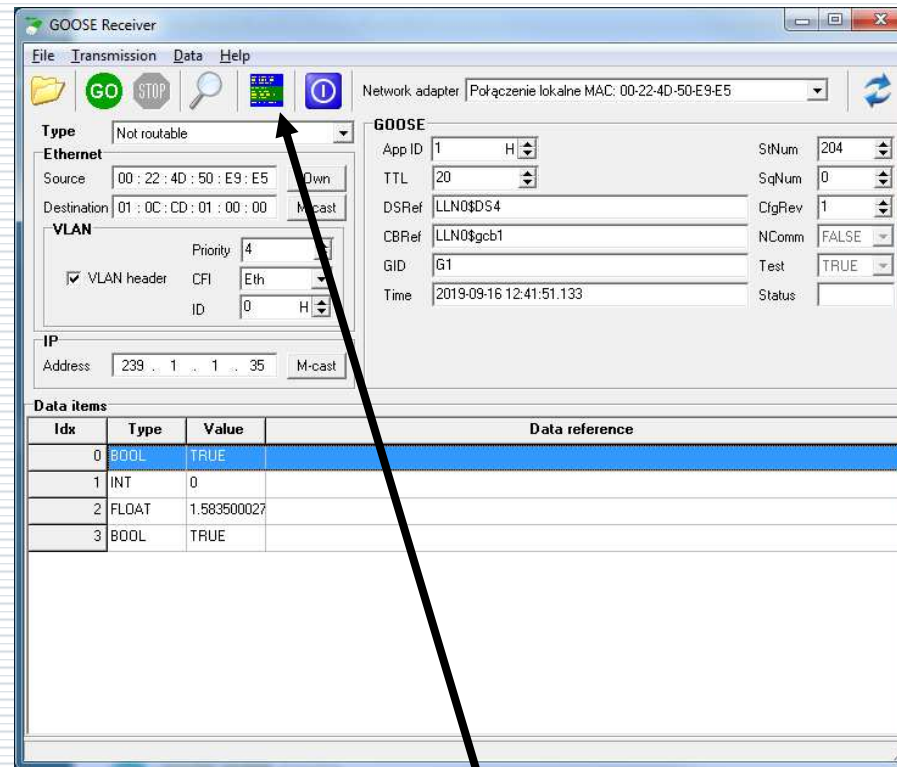 GOOSE Receiver
File Transmission Data Help
GO STOP Network adapter Połączenie lokalne MAC: 00-22-4D-50-E9-E5
Type Not routable
Ethernet
Source 00 : 22 : 4D : 50 : E9 : E5 Own
Destination 01 : 0C : CD : 01 : 00 : 00 M-cast
VLAN
Priority 4
VLAN header CFI Eth
ID 0 H
IP
Address 239 . 1 . 1 . 35 M-cast
GOOSE
App ID 1 H StNum 204
TTL 20 SqNum 0
DSRef LLN0$DS4 CfgRev 1
CBRef LLN0$gcb1 NComm FALSE
GID G1 Test TRUE
Time 2019-09-16 12:41:51.133 Status
Data items
Idx Type Value Data reference
0 BOOL TRUE
1 INT 0
2 FLOAT 1.583500027
3 BOOL TRUE